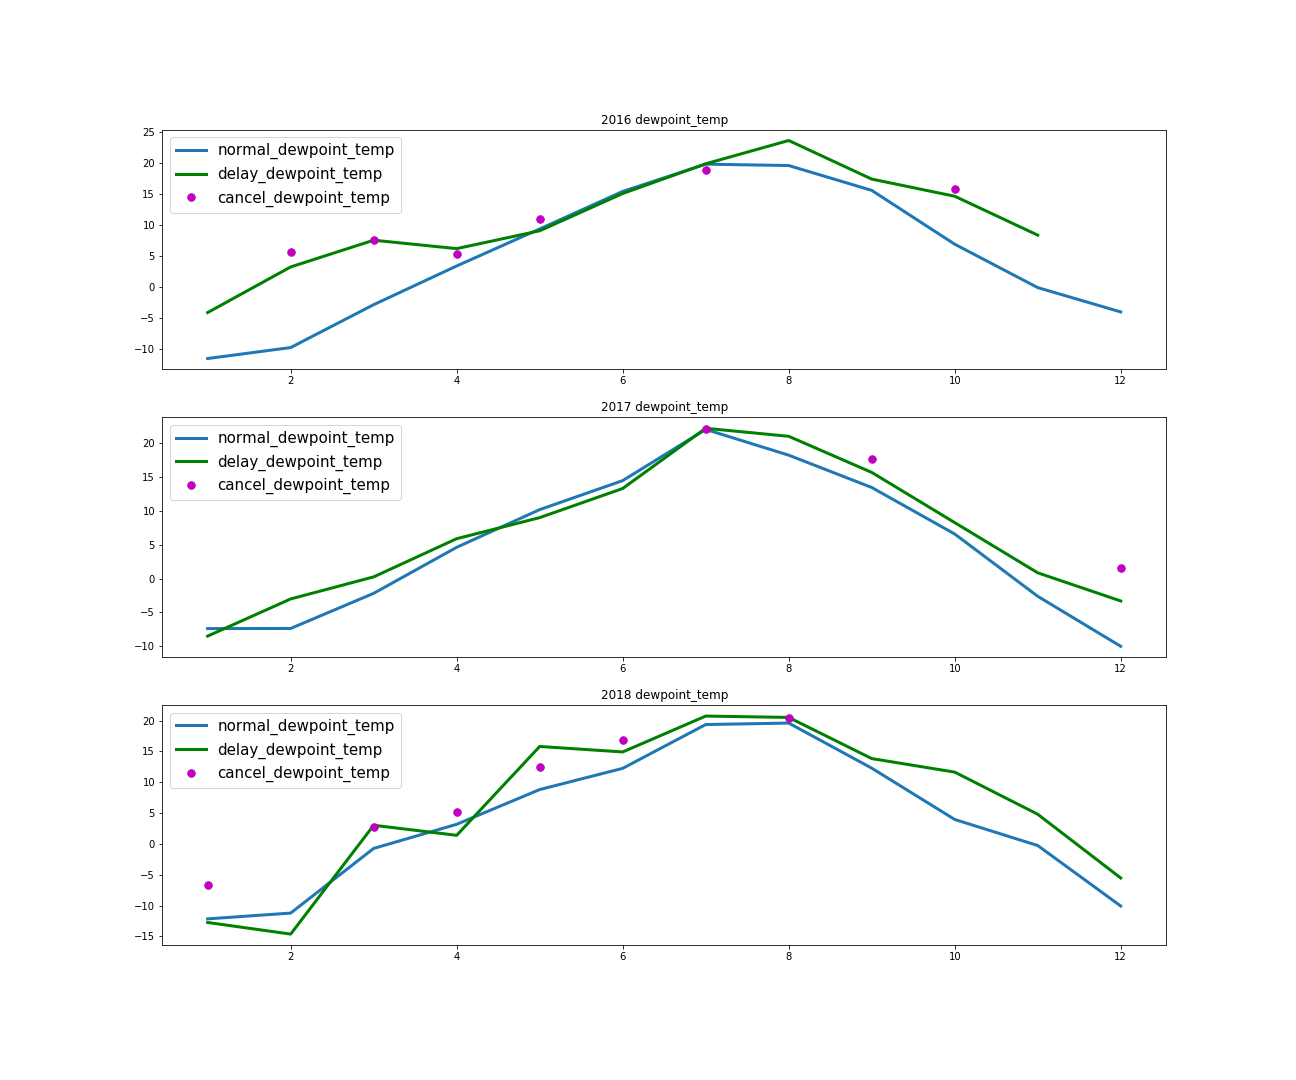 2016 dewpoint_temp
25
20
15
10
5
0
−5
−10
normal_dewpoint_temp
delay_dewpoint_temp
cancel_dewpoint_temp
2 4 6 8 10 12
2017 dewpoint_temp
20
15
10
5
0
−5
−10
normal_dewpoint_temp
delay_dewpoint_temp
cancel_dewpoint_temp
2 4 6 8 10 12
2018 dewpoint_temp
20
15
10
5
0
−5
−10
−15
normal_dewpoint_temp
delay_dewpoint_temp
cancel_dewpoint_temp
2 4 6 8 10 12